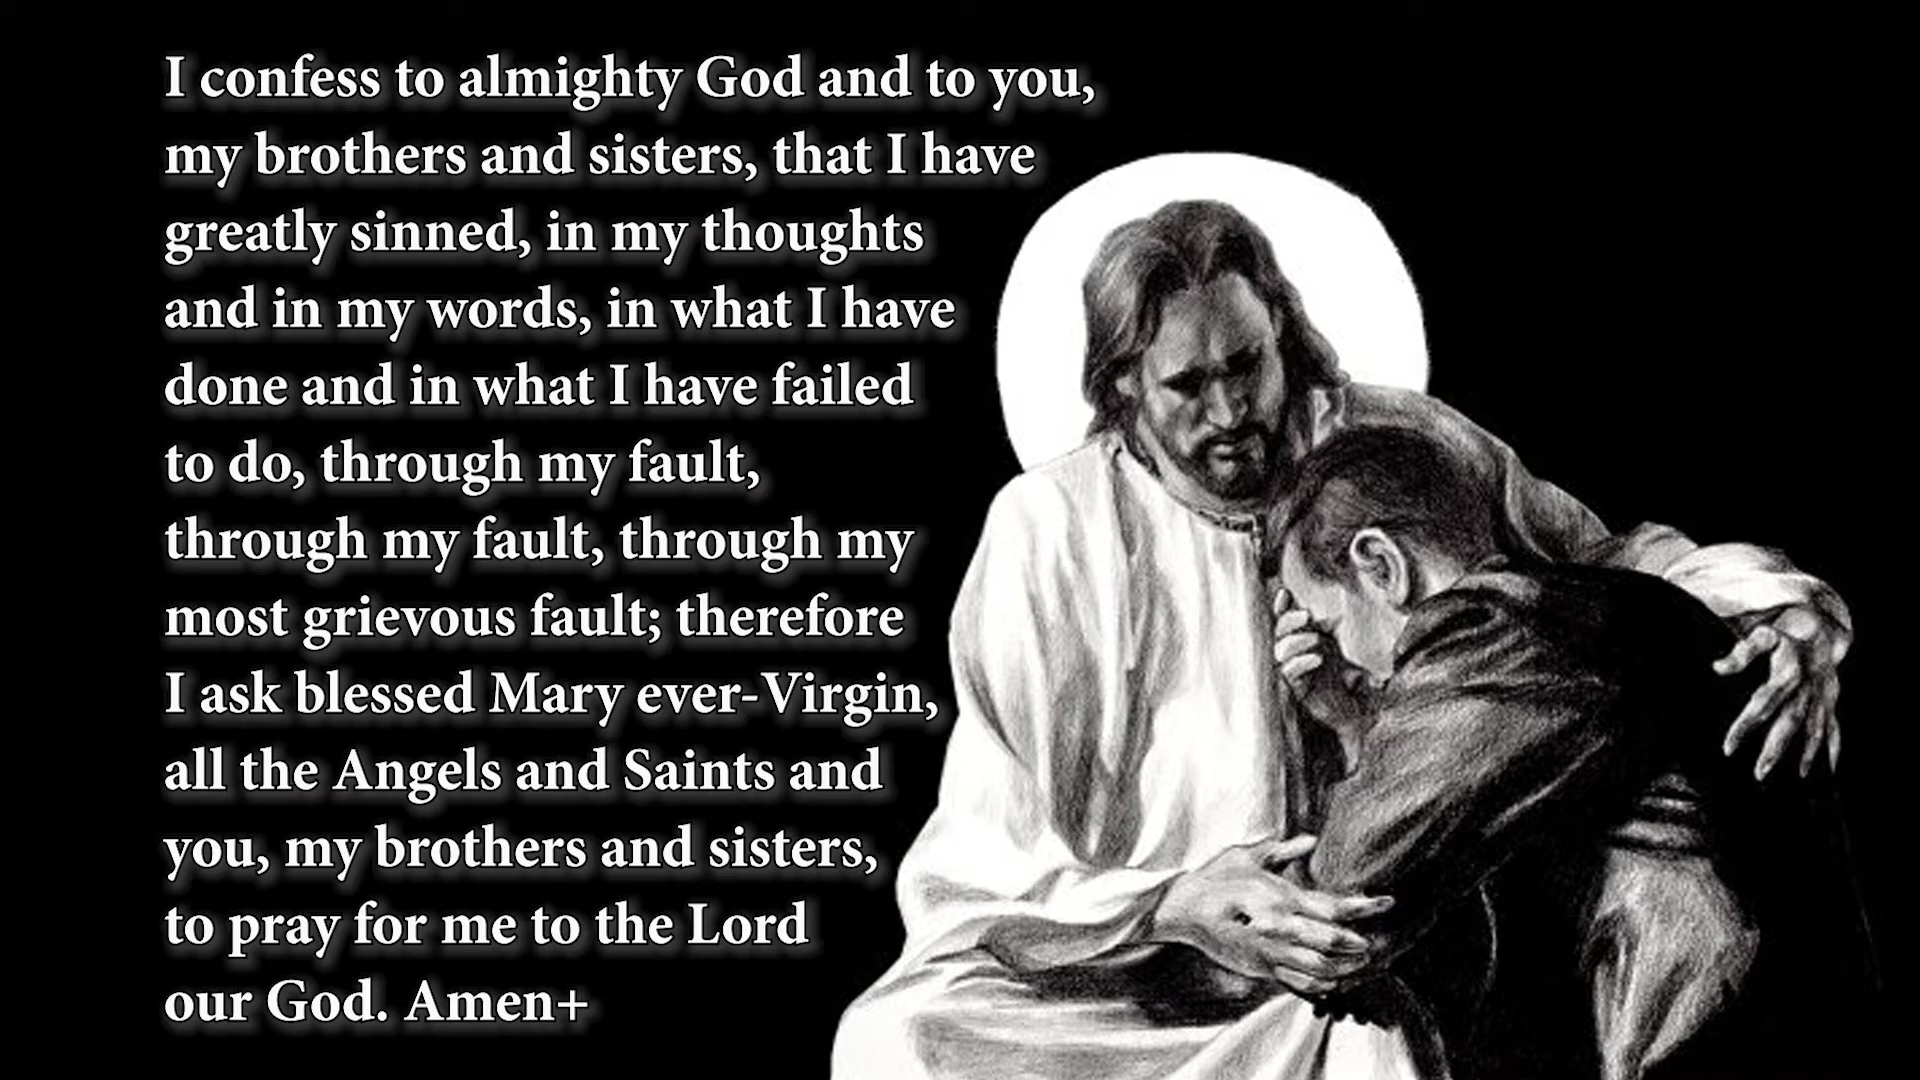 I confess to almighty God and to you,
my brothers and sisters, that I have
greatly sinned, in my thoughts
and in my words, in what I have
done and in what I have failed
to do, through my fault,
through my fault, through my
most grievous fault; therefore
I ask blessed Mary ever-Virgin,
all the Angels and Saints and
you, my brothers and sisters,
to pray for me to the Lord
our God. Amen+